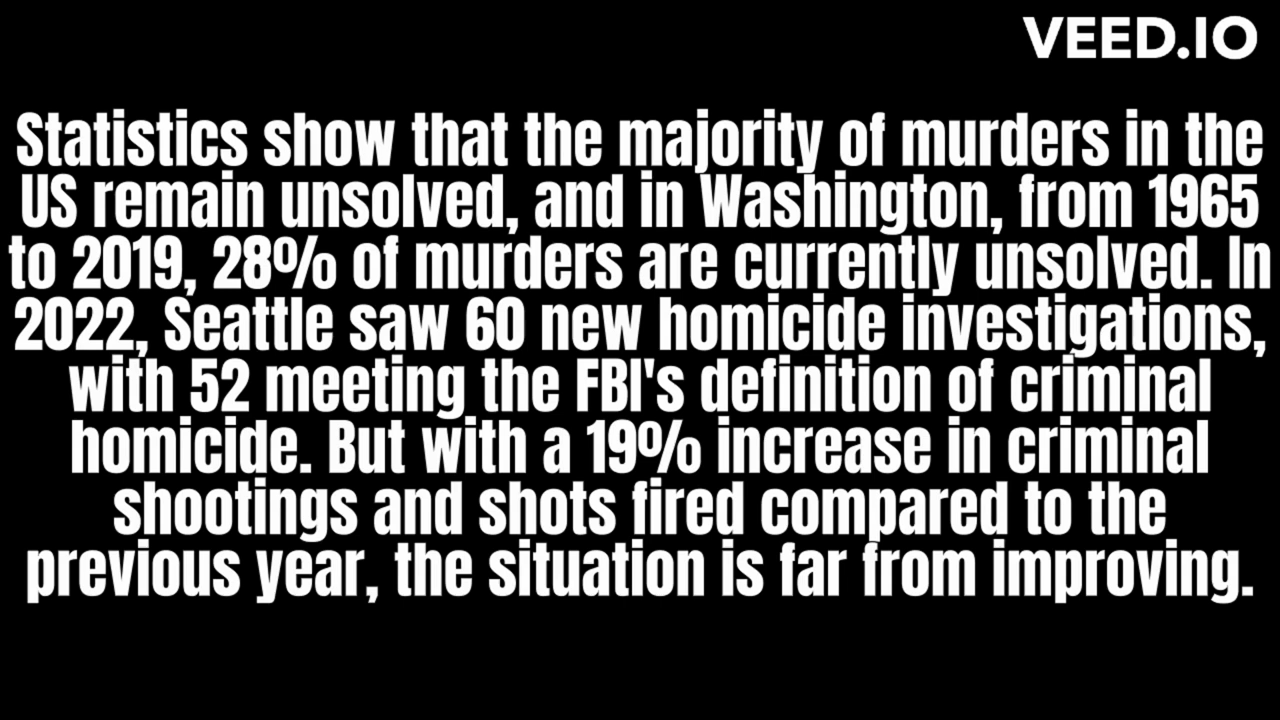 VEED.IO
Statistics show that the majority of murders in the
US remain unsolved, and in Washington, from 1965
to 2019, 28% of murders are currently unsolved. In
2022, Seattle saw 60 new homicide investigations,
with 52 meeting the FBI's definition of criminal
homicide. But with a 19% increase in criminal
shootings and shots fired compared to the
previous year, the situation is far from improving.